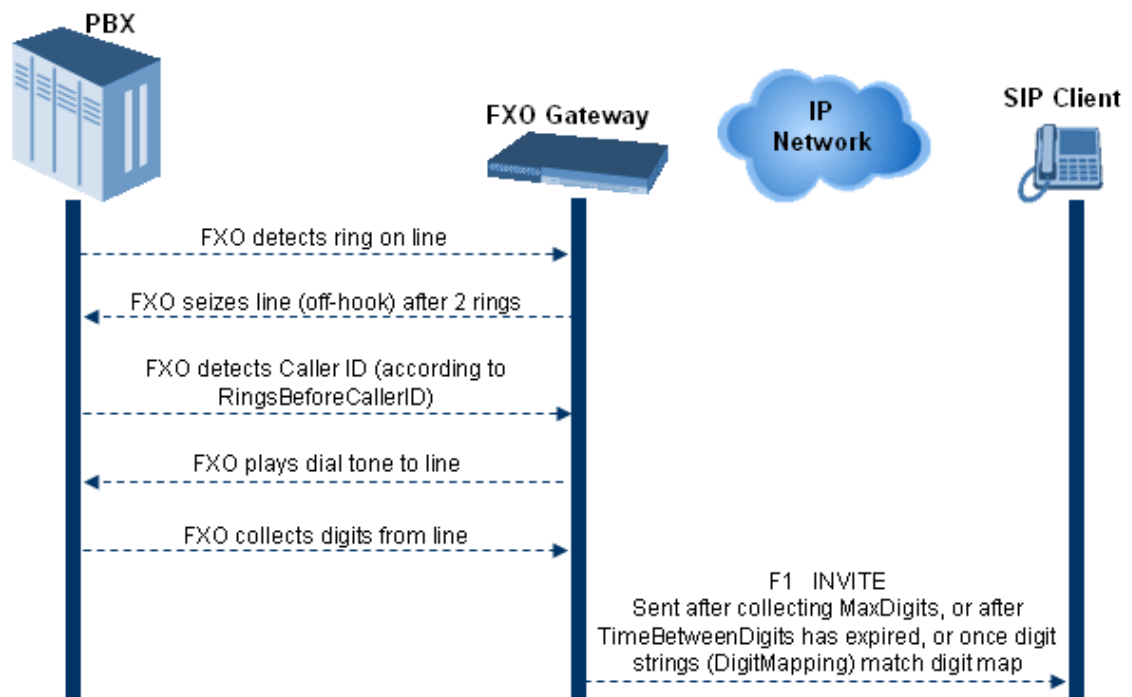 PBX
FXO Gateway
IP
Network
SIP Client
FXO detects ring on line
FXO seizes line (off-hook) after 2 rings
FXO detects Caller ID (according to
RingsBeforeCallerID)
FXO plays dial tone to line
FXO collects digits from line
F1 INVITE
Sent after collecting MaxDigits, or after
TimeBetweenDigits has expired, or once digit
strings (DigitMapping) match digit map